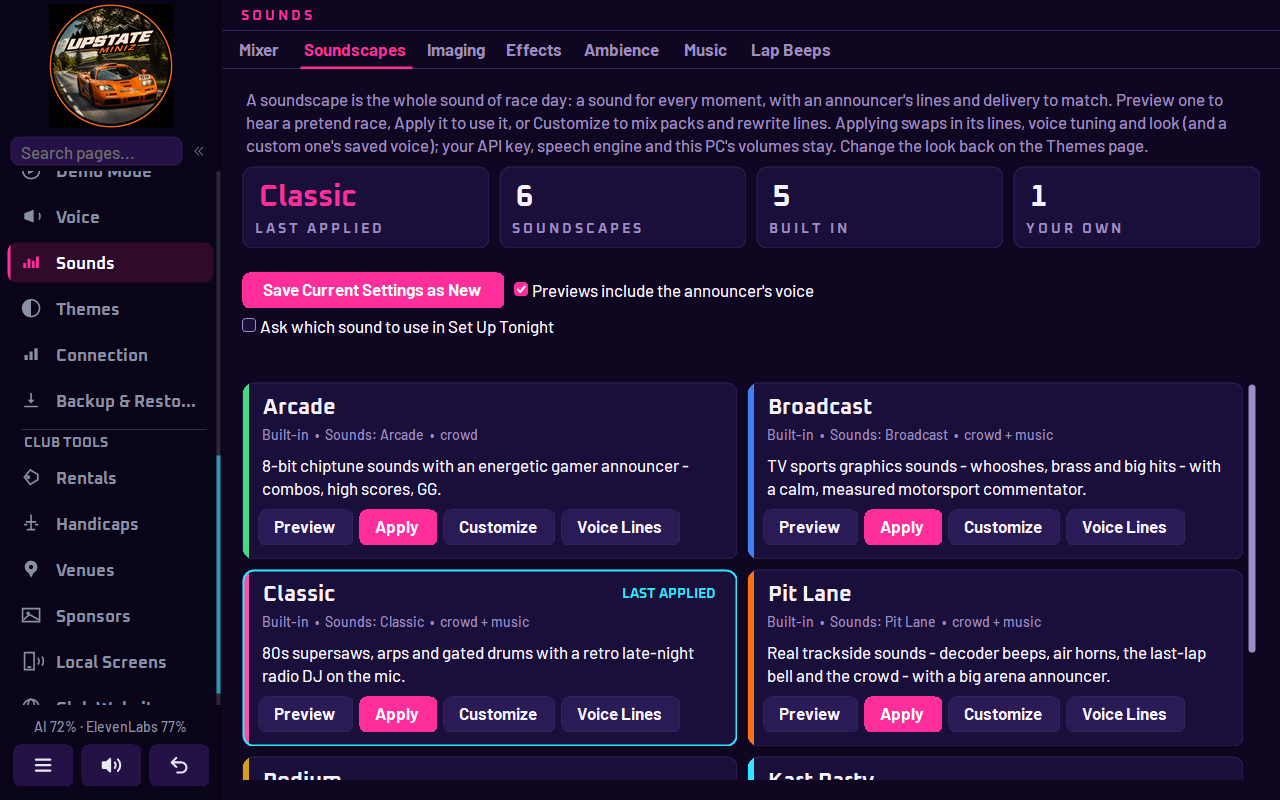 UPSTATE
MINIZ
Search pages...
«
Demo Mode
Voice
Sounds
Themes
Connection
Backup & Resto...
CLUB TOOLS
Rentals
Handicaps
Venues
Sponsors
Local Screens
Club Website
AI 72% · ElevenLabs 77%
SOUNDS
Mixer Soundscapes Imaging Effects Ambience Music Lap Beeps
A soundscape is the whole sound of race day: a sound for every moment, with an announcer's lines and delivery to match. Preview one to
hear a pretend race, Apply it to use it, or Customize to mix packs and rewrite lines. Applying swaps in its lines, voice tuning and look (and a
custom one's saved voice); your API key, speech engine and this PC's volumes stay. Change the look back on the Themes page.
Classic
LAST APPLIED
6
SOUNDSCAPES
5
BUILT IN
1
YOUR OWN
Save Current Settings as New
Previews include the announcer's voice
Ask which sound to use in Set Up Tonight
Arcade
Built-in • Sounds: Arcade • crowd
8-bit chiptune sounds with an energetic gamer announcer -
combos, high scores, GG.
Preview Apply Customize Voice Lines
Broadcast
Built-in • Sounds: Broadcast • crowd + music
TV sports graphics sounds - whooshes, brass and big hits - with
a calm, measured motorsport commentator.
Preview Apply Customize Voice Lines
Classic
LAST APPLIED
Built-in • Sounds: Classic • crowd + music
80s supersaws, arps and gated drums with a retro late-night
radio DJ on the mic.
Preview Apply Customize Voice Lines
Pit Lane
Built-in • Sounds: Pit Lane • crowd + music
Real trackside sounds - decoder beeps, air horns, the last-lap
bell and the crowd - with a big arena announcer.
Preview Apply Customize Voice Lines
Podium